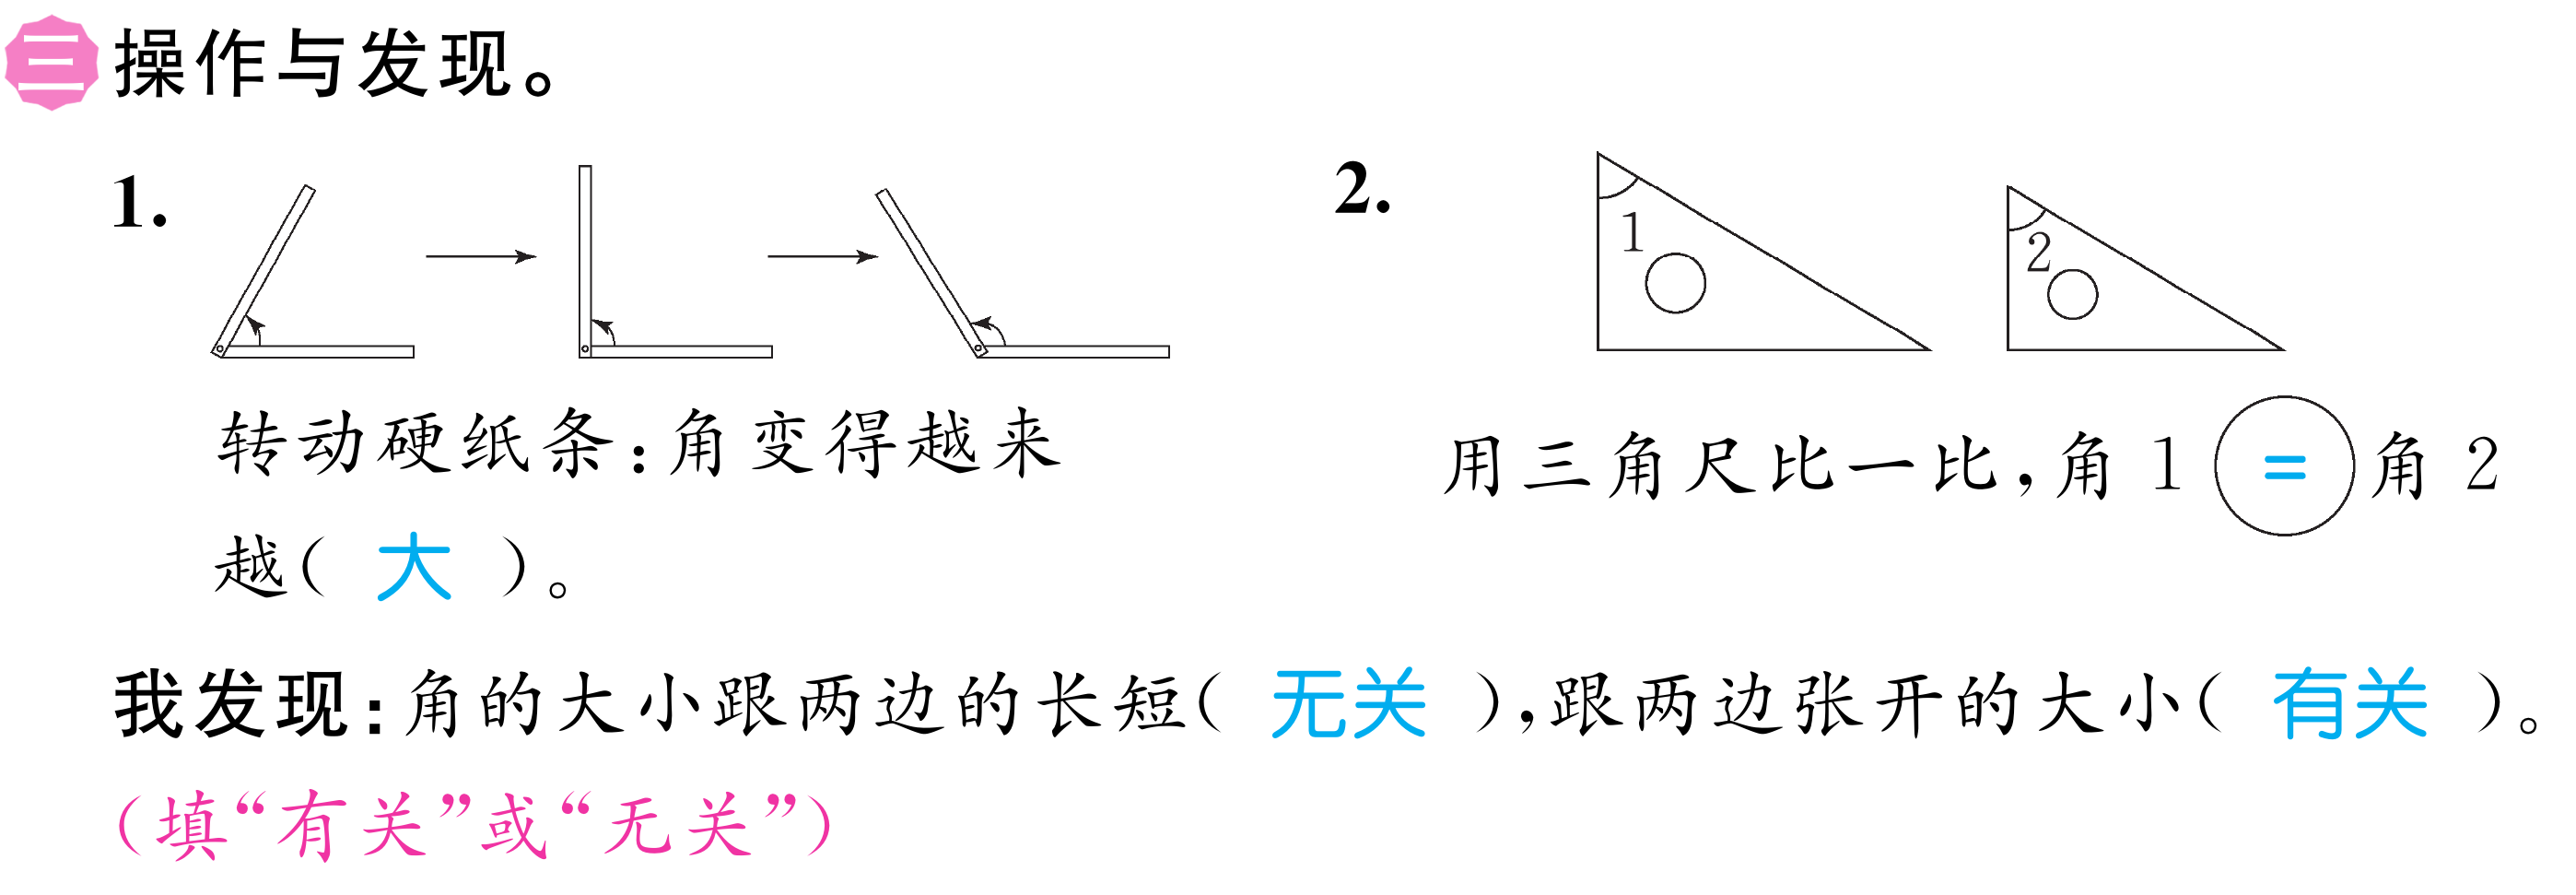 三 操作与发现。
1.
2.
1
2
转动硬纸条:角变得越来
越( 大 )。
用三角尺比一比,角 1 = 角 2
我发现:角的大小跟两边的长短( 无关 ),跟两边张开的大小( 有关 )。
(填“有关”或“无关”)